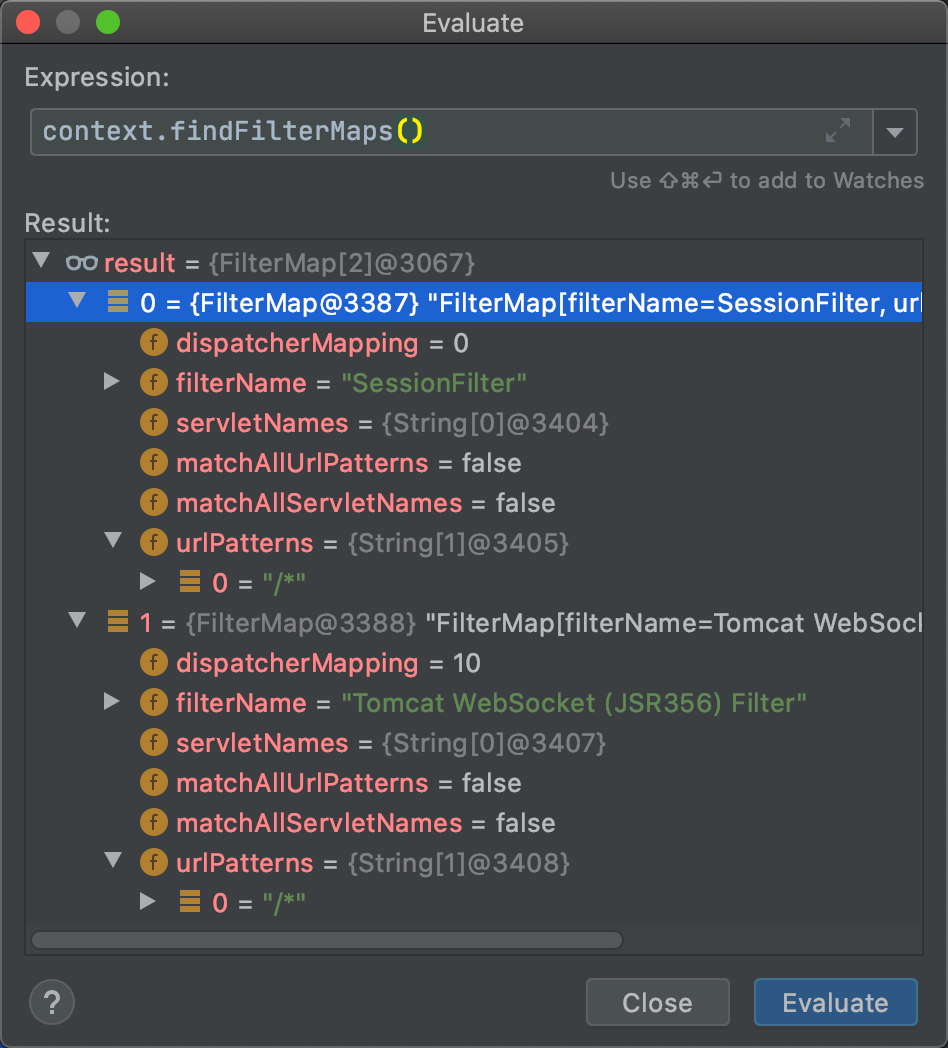 Evaluate
Expression:
context.findFilterMaps()
Use ⇧⌘⏎ to add to Watches
Result:
result = {FilterMap[2]@3067}
0 = {FilterMap@3387} "FilterMap[filterName=SessionFilter, url
f dispatcherMapping = 0
f filterName = "SessionFilter"
f servletNames = {String[0]@3404}
f matchAllUrlPatterns = false
f matchAllServletNames = false
f urlPatterns = {String[1]@3405}
0 = "/*"
1 = {FilterMap@3388} "FilterMap[filterName=Tomcat WebSocl
f dispatcherMapping = 10
f filterName = "Tomcat WebSocket (JSR356) Filter"
f servletNames = {String[0]@3407}
f matchAllUrlPatterns = false
f matchAllServletNames = false
f urlPatterns = {String[1]@3408}
0 = "/*"
? Close Evaluate